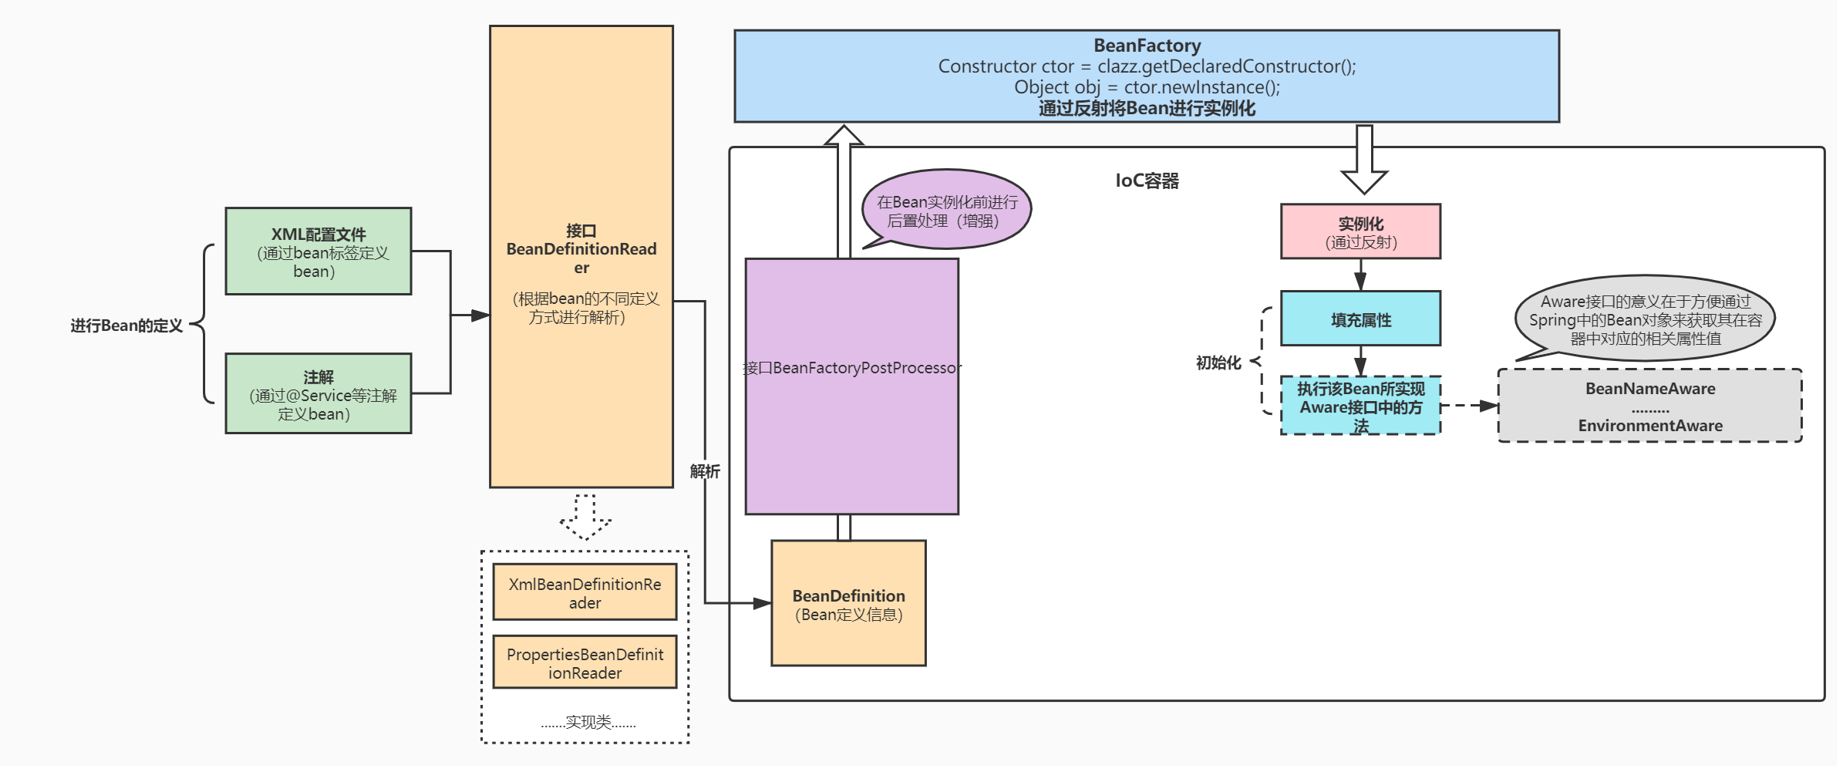 进行Bean的定义
XML配置文件
（通过bean标签定义
bean）
注解
（通过@Service等注解
定义bean）
接口
BeanDefinitionRead
er
（根据bean的不同定义
方式进行解析）
XmlBeanDefinitionRe
ader
PropertiesBeanDefinit
ionReader
.......实现类.......
解析
BeanFactory
Constructor ctor = clazz.getDeclaredConstructor();
Object obj = ctor.newInstance();
通过反射将Bean进行实例化
IoC容器
在Bean实例化前进行
后置处理（增强）
接口BeanFactoryPostProcessor
BeanDefinition
（Bean定义信息）
实例化
（通过反射）
填充属性
初始化
执行该Bean所实现
Aware接口中的方
法
Aware接口的意义在于方便通过
Spring中的Bean对象来获取其在容
器中对应的相关属性值
BeanNameAware
.........
EnvironmentAware